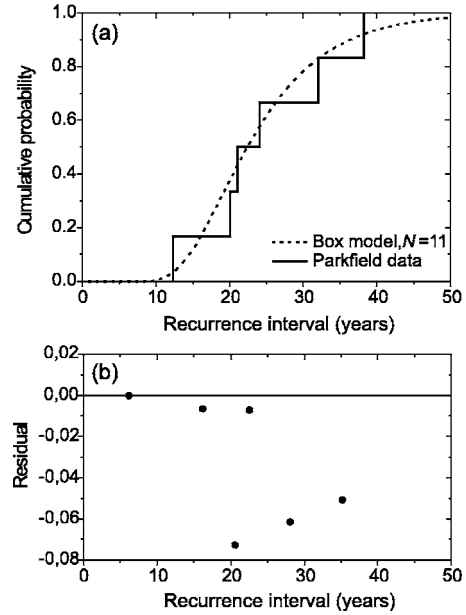 (a)
1.0
0.8
0.6
0.4
0.2
0.0
Cumulative probability
Box model, N=11
Parkfield data
0 10 20 30 40 50
Recurrence interval (years)
(b)
0,02
0,00
-0,02
-0,04
-0,06
-0,08
Residual
0 10 20 30 40 50
Recurrence interval (years)